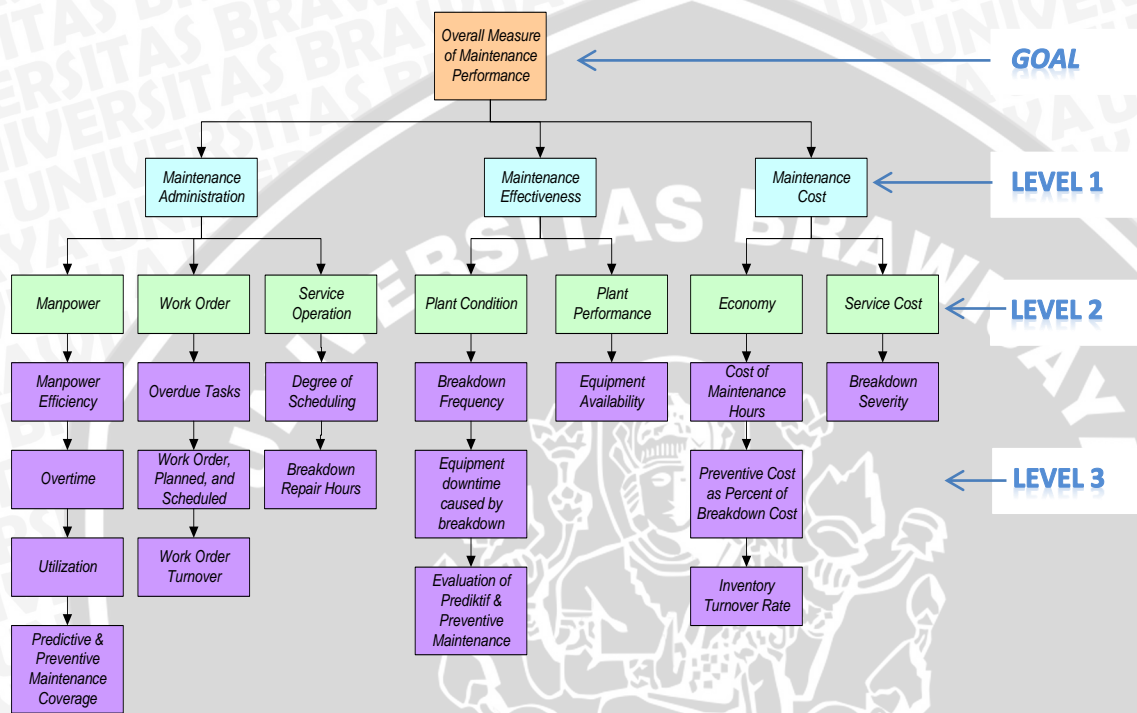 Overall Measure
of Maintenance
Performance
GOAL
Maintenance
Administration
Maintenance
Effectiveness
Maintenance
Cost
LEVEL 1
Manpower
Work Order
Service
Operation
Plant Condition
Plant
Performance
Economy
Service Cost
LEVEL 2
Manpower
Efficiency
Overdue Tasks
Degree of
Scheduling
Breakdown
Frequency
Equipment
Availability
Cost of
Maintenance
Hours
Breakdown
Severity
Overtime
Work Order,
Planned, and
Scheduled
Breakdown
Repair Hours
Equipment
downtime
caused by
breakdown
Preventive Cost
as Percent of
Breakdown Cost
LEVEL 3
Utilization
Work Order
Turnover
Evaluation of
Prediktif &
Preventive
Maintenance
Inventory
Turnover Rate
Predictive &
Preventive
Maintenance
Coverage
UNIVERSITAS BRAWIJAYA